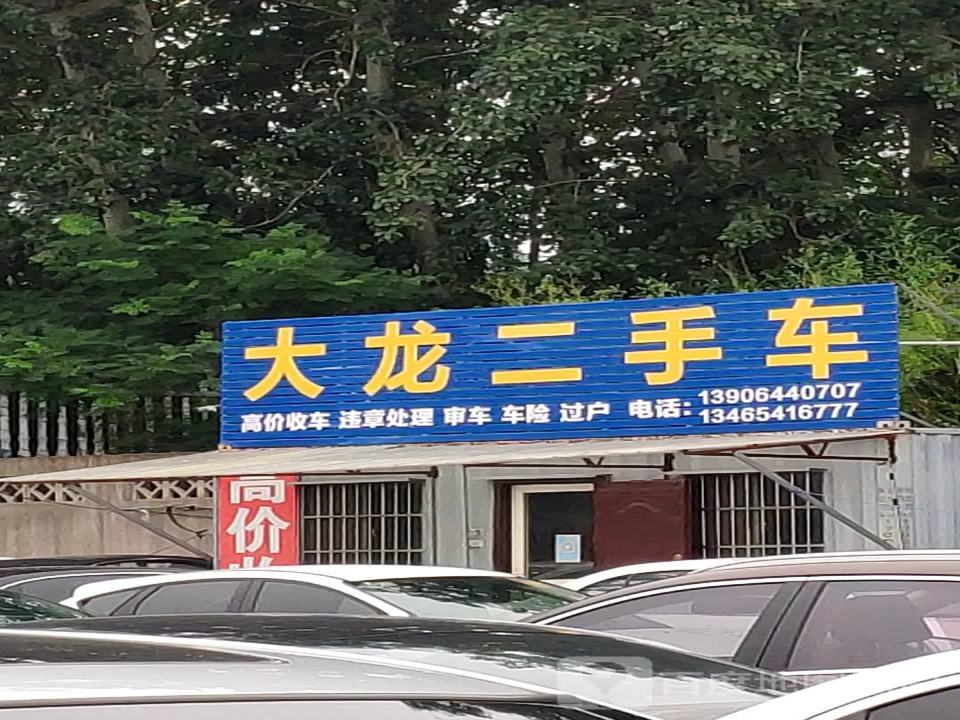 大龙二手车
高价收车 违章处理 审车 车险 过户 电话:13906440707
13465416777
高价